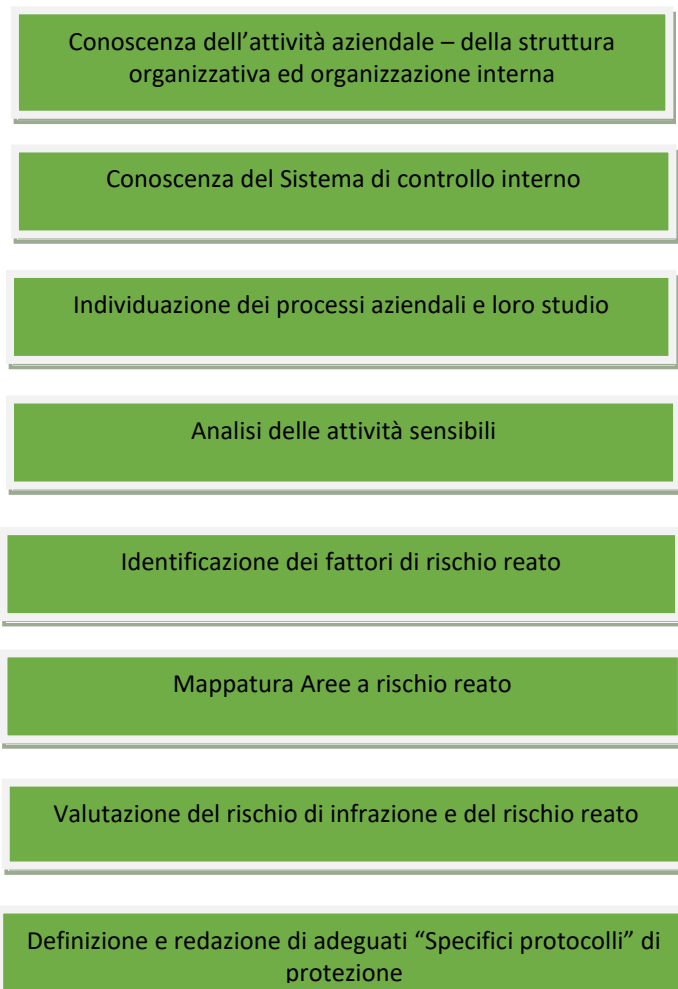 Conoscenza dell’attività aziendale – della struttura
organizzativa ed organizzazione interna
Conoscenza del Sistema di controllo interno
Individuazione dei processi aziendali e loro studio
Analisi delle attività sensibili
Identificazione dei fattori di rischio reato
Mappatura Aree a rischio reato
Valutazione del rischio di infrazione e del rischio reato
Definizione e redazione di adeguati “Specifici protocolli” di
protezione